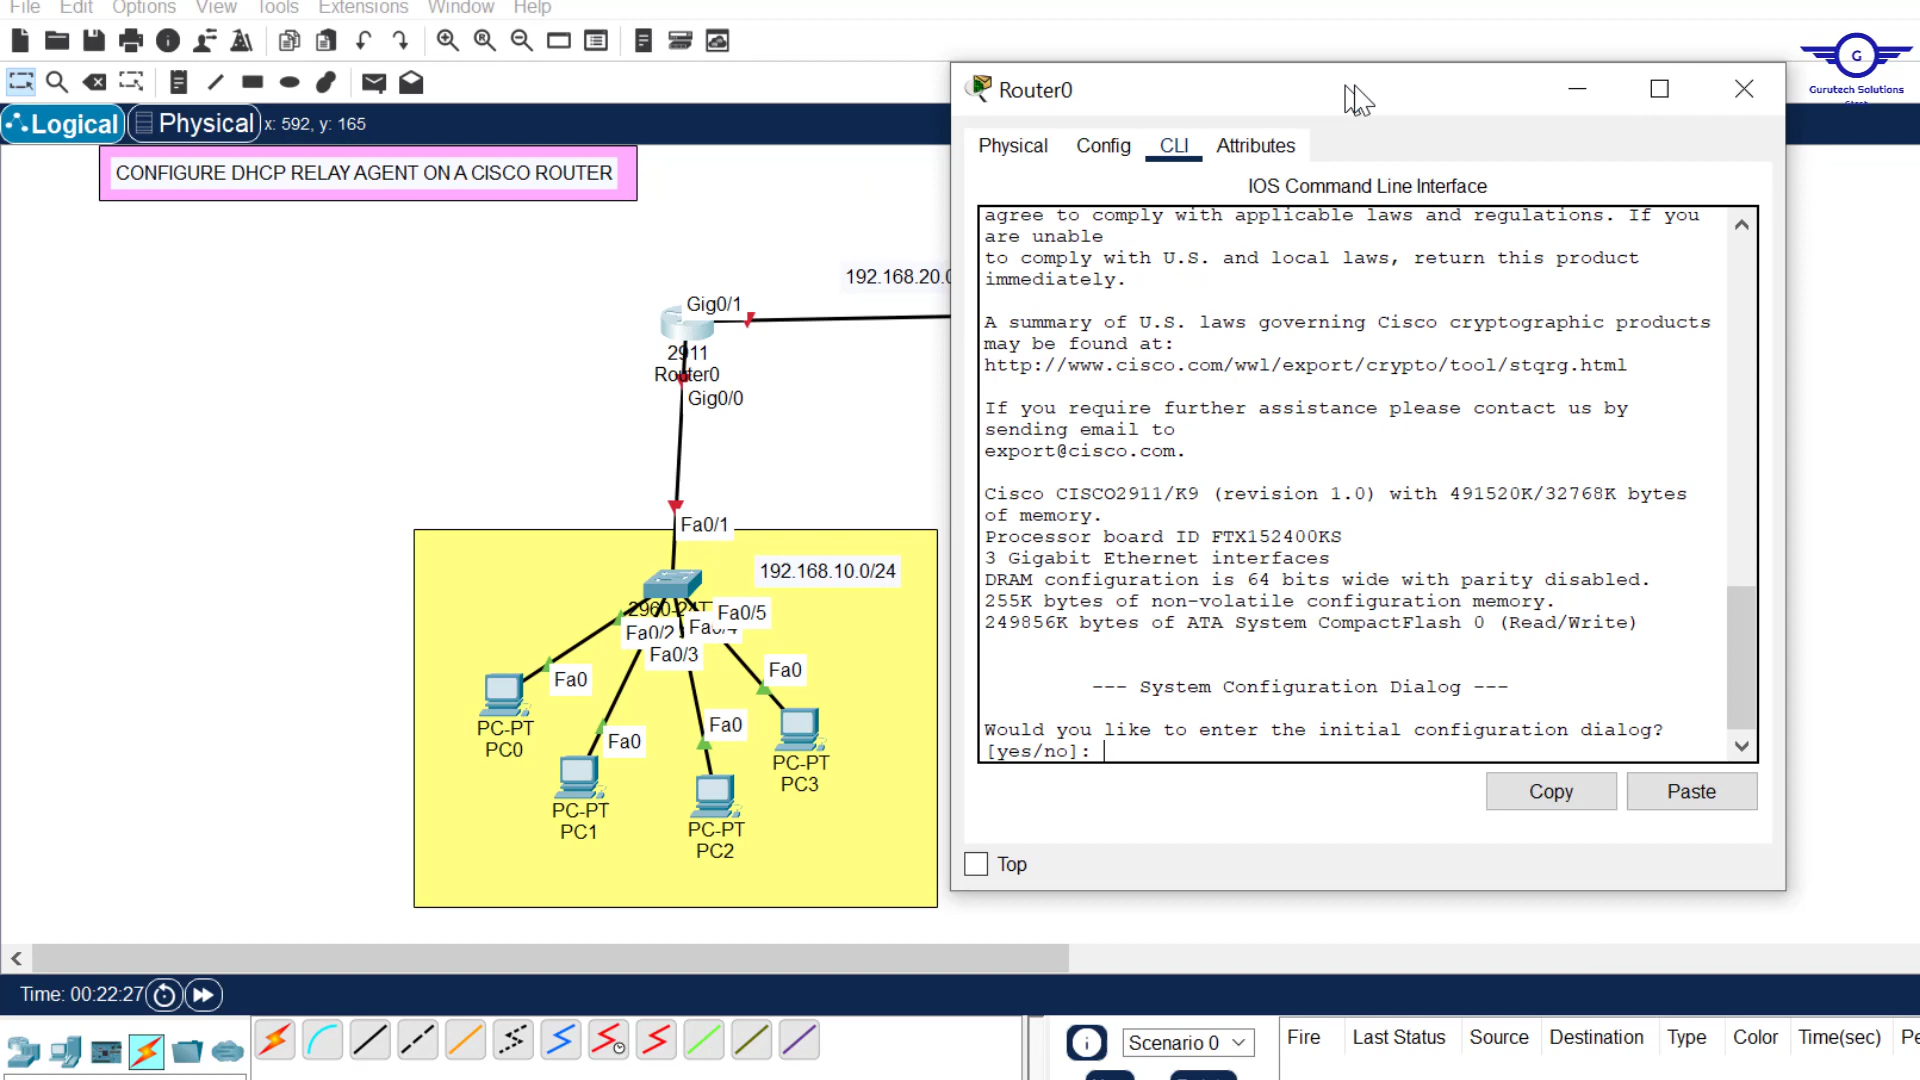 File Edit Options View Tools Extensions Window Help
G
Gurutech Solutions
Logical Physical x: 592, y: 165
CONFIGURE DHCP RELAY AGENT ON A CISCO ROUTER
192.168.20.0
Gig0/1
2911
Router0
Gig0/0
Fa0/1
192.168.10.0/24
Fa0/5
Fa0/2
Fa0/4
Fa0/3
Fa0
Fa0
Fa0
Fa0
PC-PT
PC0
PC-PT
PC1
PC-PT
PC2
PC-PT
PC3
Router0
Physical Config CLI Attributes
IOS Command Line Interface
agree to comply with applicable laws and regulations. If you
are unable
to comply with U.S. and local laws, return this product
immediately.
A summary of U.S. laws governing Cisco cryptographic products
may be found at:
http://www.cisco.com/wwl/export/crypto/tool/stqrg.html
If you require further assistance please contact us by
sending email to
export@cisco.com.
Cisco CISCO2911/K9 (revision 1.0) with 491520K/32768K bytes
of memory.
Processor board ID FTX152400KS
3 Gigabit Ethernet interfaces
DRAM configuration is 64 bits wide with parity disabled.
255K bytes of non-volatile configuration memory.
249856K bytes of ATA System CompactFlash 0 (Read/Write)
--- System Configuration Dialog ---
Would you like to enter the initial configuration dialog?
[yes/no]:
Copy Paste
Top
Time: 00:22:27
Scenario 0
Fire Last Status Source Destination Type Color Time(sec)